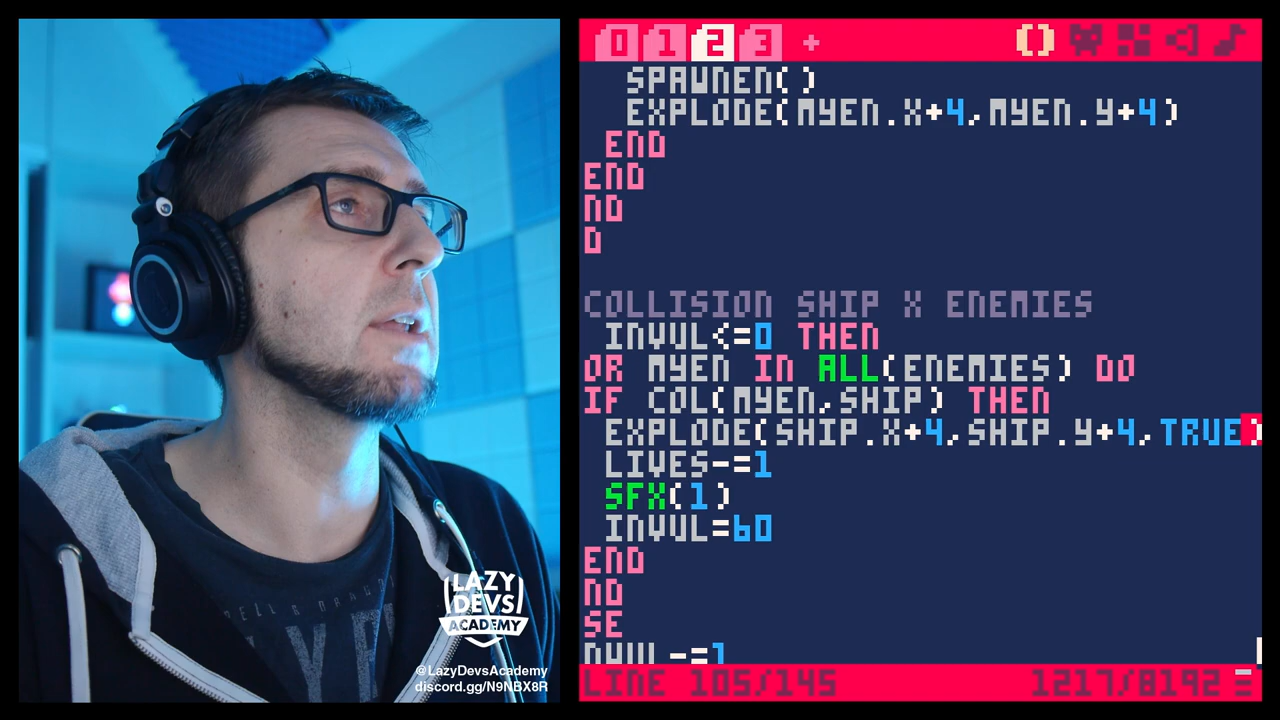 0 1 2 3 +
SPAWNEN()
EXPLODE(MYEN.X+4,MYEN.Y+4)
END
END
ND
D
COLLISION SHIP X ENEMIES
INVUL<=0 THEN
OR MYEN IN ALL(ENEMIES) DO
IF COL(MYEN,SHIP) THEN
EXPLODE(SHIP.X+4,SHIP.Y+4,TRUE)
LIVES-=1
SFX(1)
INVUL=60
END
ND
SE
NVUL-=1
LINE 105/145 1217/8192
LAZY
DEVS
ACADEMY
@LazyDevsAcademy
discord.gg/N9NBX8R